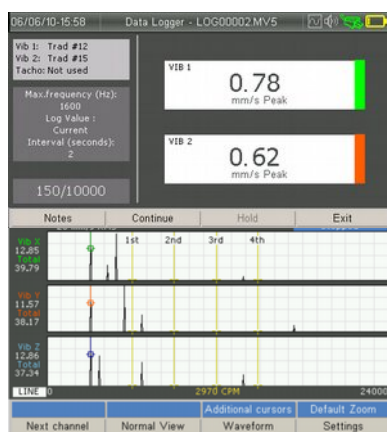 06/06/10-15:58 Data Logger - LOG00002.MV5
Vib 1: Trad #12
Vib 2: Trad #15
Tacho: Not used
Max.frequency (Hz):
1600
Log Value :
Current
Interval (seconds):
2
150/10000
VIB 1
0.78
mm/s Peak
VIB 2
0.62
mm/s Peak
Notes Continue Hold Exit
1st 2nd 3rd 4th
Vib X
12.85
Total
39.79
Vib Y
11.57
Total
38.17
Vib Z
12.86
Total
37.34
LINE 0 2970 CPM 24000
Additional cursors Default Zoom
Next channel Normal View Waveform Settings